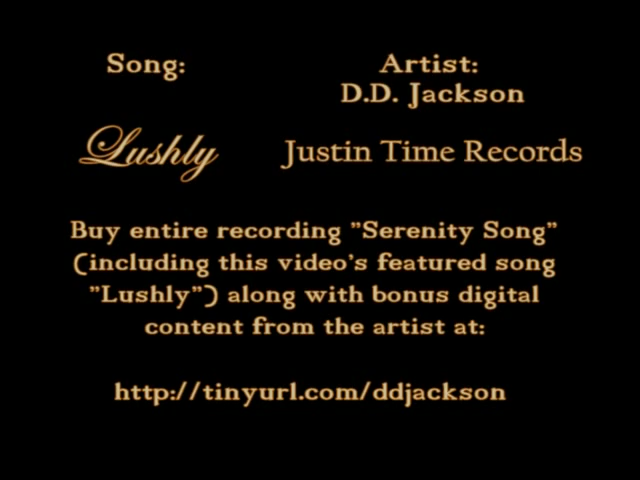 Song:
Artist:
D.D. Jackson
Lushly
Justin Time Records
Buy entire recording "Serenity Song"
(including this video's featured song
"Lushly") along with bonus digital
content from the artist at:
http://tinyurl.com/ddjackson